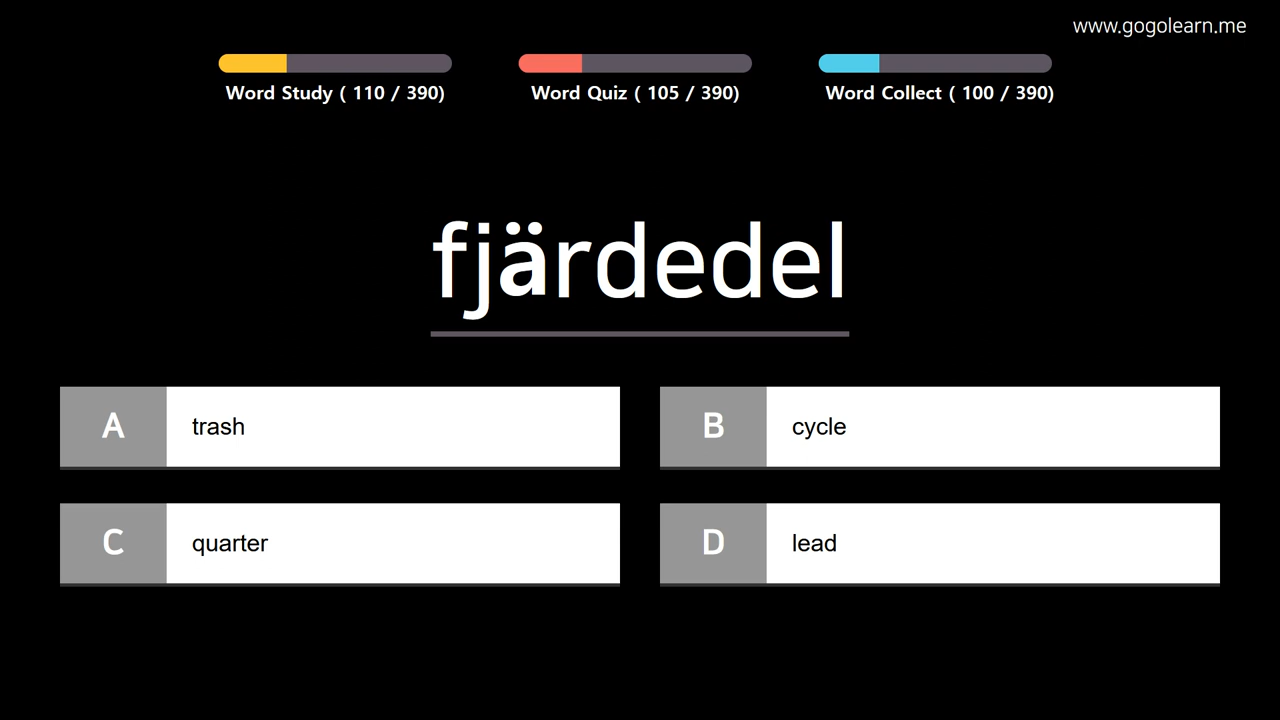 www.gogolearn.me
Word Study ( 110 / 390)
Word Quiz ( 105 / 390)
Word Collect ( 100 / 390)
fjärdedel
A trash
B cycle
C quarter
D lead